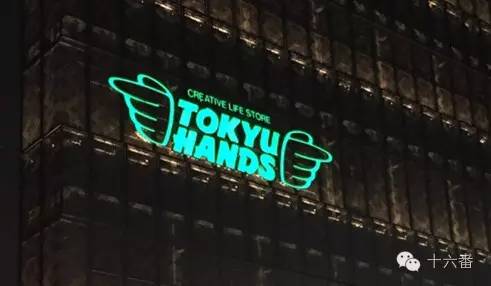 CREATIVE LIFE STORE
TOKYU
HANDS
十六番